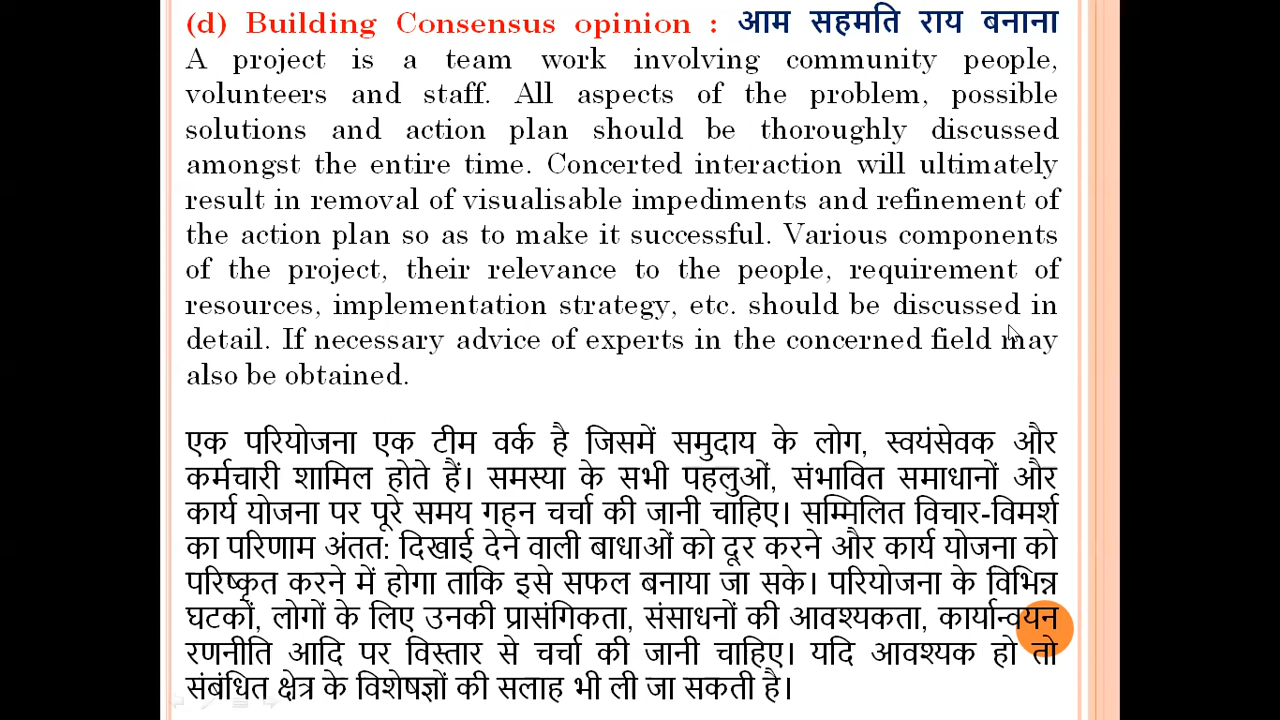 (d) Building Consensus opinion : आम सहमति राय बनाना
A project is a team work involving community people,
volunteers and staff. All aspects of the problem, possible
solutions and action plan should be thoroughly discussed
amongst the entire time. Concerted interaction will ultimately
result in removal of visualisable impediments and refinement of
the action plan so as to make it successful. Various components
of the project, their relevance to the people, requirement of
resources, implementation strategy, etc. should be discussed in
detail. If necessary advice of experts in the concerned field may
also be obtained.
एक परियोजना एक टीम वर्क है जिसमें समुदाय के लोग, स्वयंसेवक और
कर्मचारी शामिल होते हैं। समस्या के सभी पहलुओं, संभावित समाधानों और
कार्य योजना पर पूरे समय गहन चर्चा की जानी चाहिए। सम्मिलित विचार-विमर्श
का परिणाम अंतत: दिखाई देने वाली बाधाओं को दूर करने और कार्य योजना को
परिष्कृत करने में होगा ताकि इसे सफल बनाया जा सके। परियोजना के विभिन्न
घटकों, लोगों के लिए उनकी प्रासंगिकता, संसाधनों की आवश्यकता, कार्यान्वयन
रणनीति आदि पर विस्तार से चर्चा की जानी चाहिए। यदि आवश्यक हो तो
संबंधित क्षेत्र के विशेषज्ञों की सलाह भी ली जा सकती है।